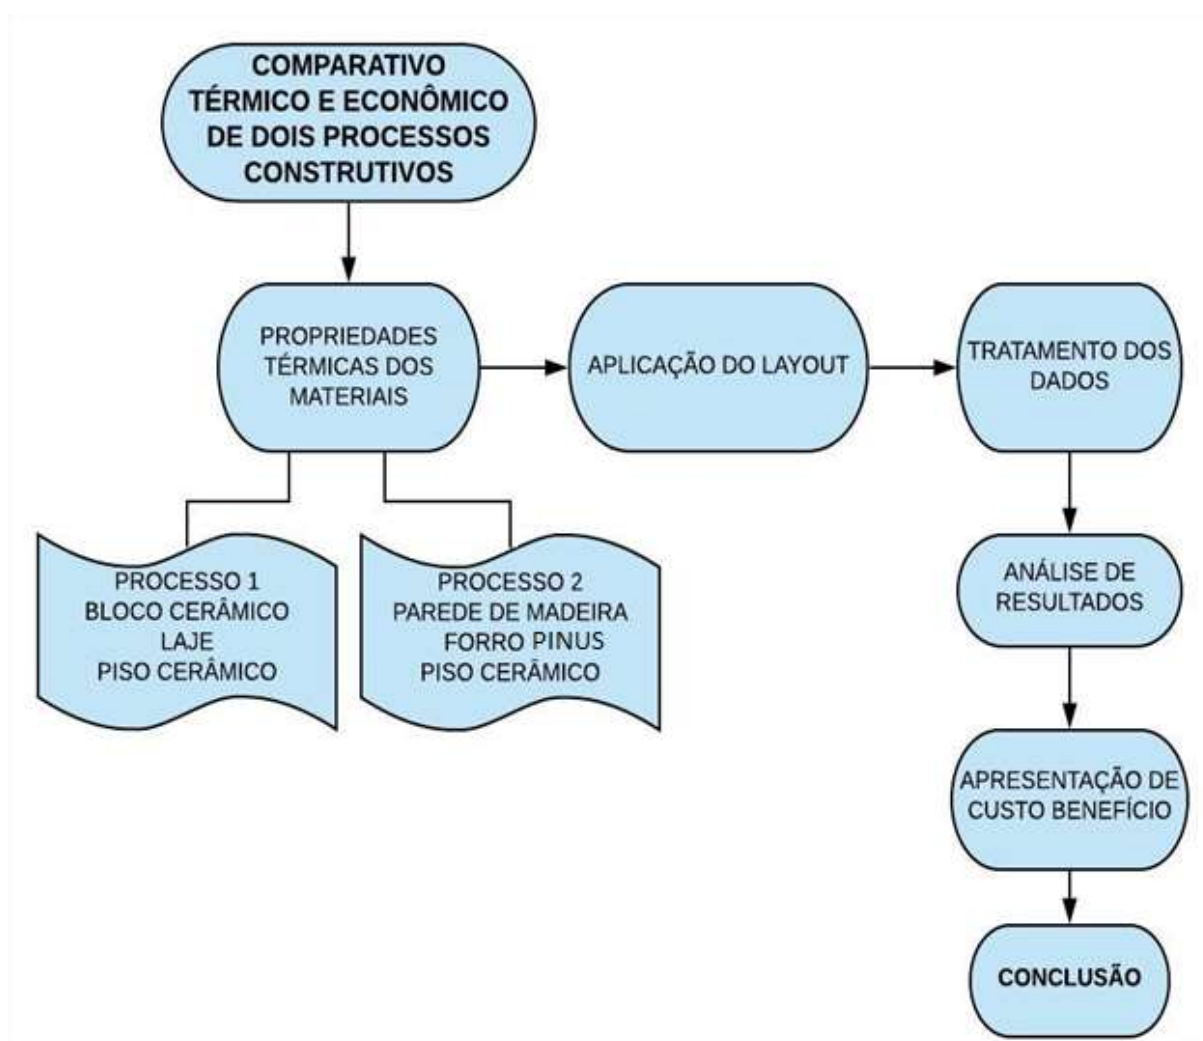 COMPARATIVO
TÉRMICO E ECONÔMICO
DE DOIS PROCESSOS
CONSTRUTIVOS
PROPRIEDADES
TÉRMICAS DOS
MATERIAIS
APLICAÇÃO DO LAYOUT
TRATAMENTO DOS
DADOS
PROCESSO 1
BLOCO CERÂMICO
LAJE
PISO CERÂMICO
PROCESSO 2
PAREDE DE MADEIRA
FORRO PINUS
PISO CERÂMICO
ANÁLISE DE
RESULTADOS
APRESENTAÇÃO DE
CUSTO BENEFÍCIO
CONCLUSÃO